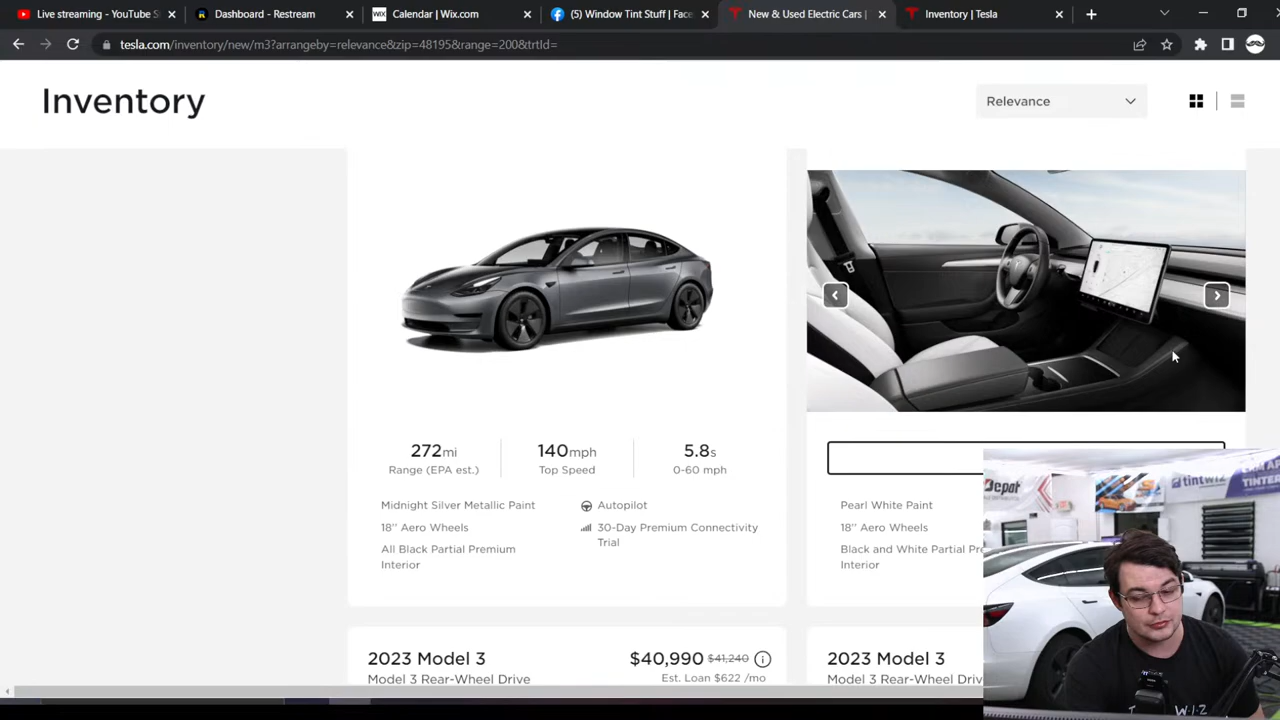 Live streaming - YouTube S
Dashboard - Restream
WIX
Calendar | Wix.com
(5) Window Tint Stuff | Face
New & Used Electric Cars |
Inventory | Tesla
tesla.com/inventory/new/m3?arrangeby=relevance&zip=48195&range=200&trtId=
Inventory
Relevance
272mi
Range (EPA est.)
140mph
Top Speed
5.8s
0-60 mph
Midnight Silver Metallic Paint
18'' Aero Wheels
All Black Partial Premium
Interior
Autopilot
30-Day Premium Connectivity
Trial
Pearl White Paint
18'' Aero Wheels
Black and White Partial Pre
Interior
Depot
tintwiz
TINTER
2023 Model 3
$40,990 $41,240
Model 3 Rear-Wheel Drive
Est. Loan $622 /mo
2023 Model 3
Model 3 Rear-Wheel Drive